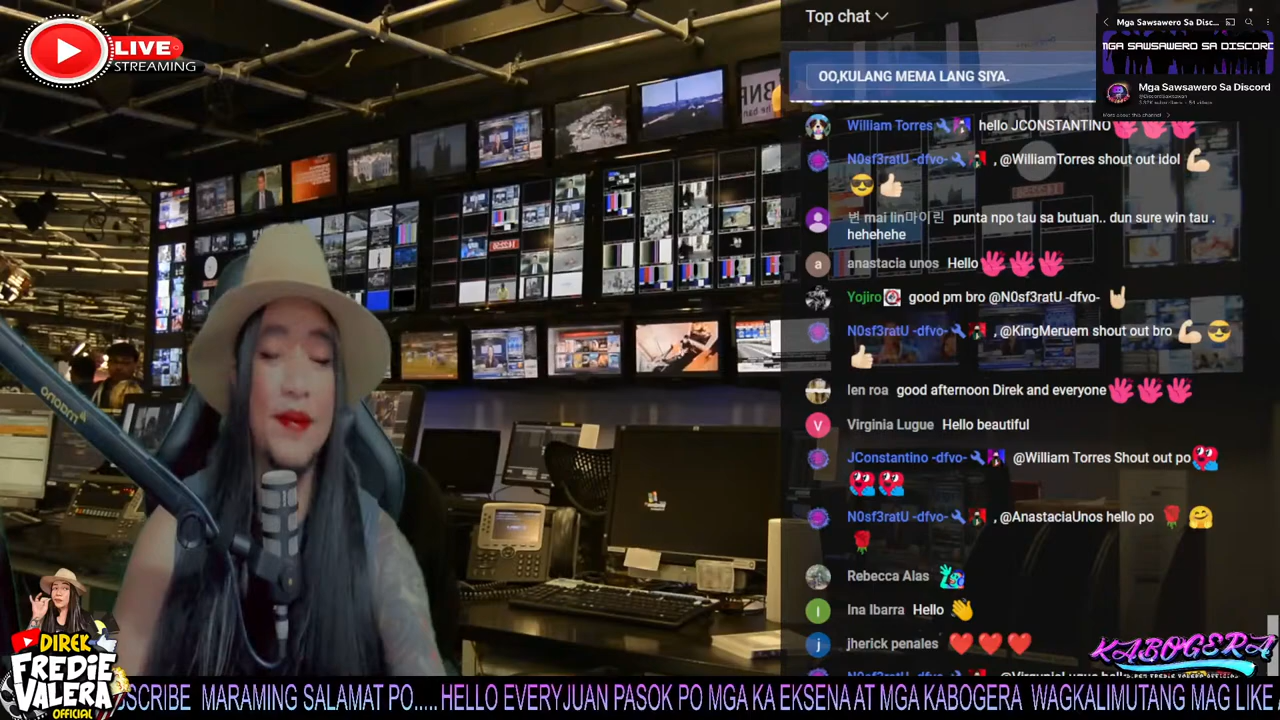 LIVE
STREAMING
Top chat
Mga Sawsawero Sa Disc...
MGA SAWSAWERO SA DISCORD
Mga Sawsawero Sa Discord
More about this channel
OO,KULANG MEMA LANG SIYA.
William Torres hello JCONSTANTINO
N0sf3ratU -dfvo- , @WilliamTorres shout out idol 💪🏻
😎👍🏻
변 mai lin마이린 punta npo tau sa butuan.. dun sure win tau .
hehehehe
anastacia unos Hello
Yojiro good pm bro @N0sf3ratU -dfvo- 🤘🏻
N0sf3ratU -dfvo- , @KingMeruem shout out bro 💪🏻😎
👍🏻
len roa good afternoon Direk and everyone
Virginia Lugue Hello beautiful
JConstantino -dfvo- @William Torres Shout out po
N0sf3ratU -dfvo- , @AnastaciaUnos hello po 🌹🤗
🌹
Rebecca Alas
Ina Ibarra Hello 👋
jherick penales ❤️❤️❤️
maono
DIREK
FREDIE
VALERA
OFFICIAL
KABOGERA
SCRIBE MARAMING SALAMAT PO.....HELLO EVERYJUAN PASOK PO MGA KA EKSENA AT MGA KABOGERA WAGKALIMUTANG MAG LIKE